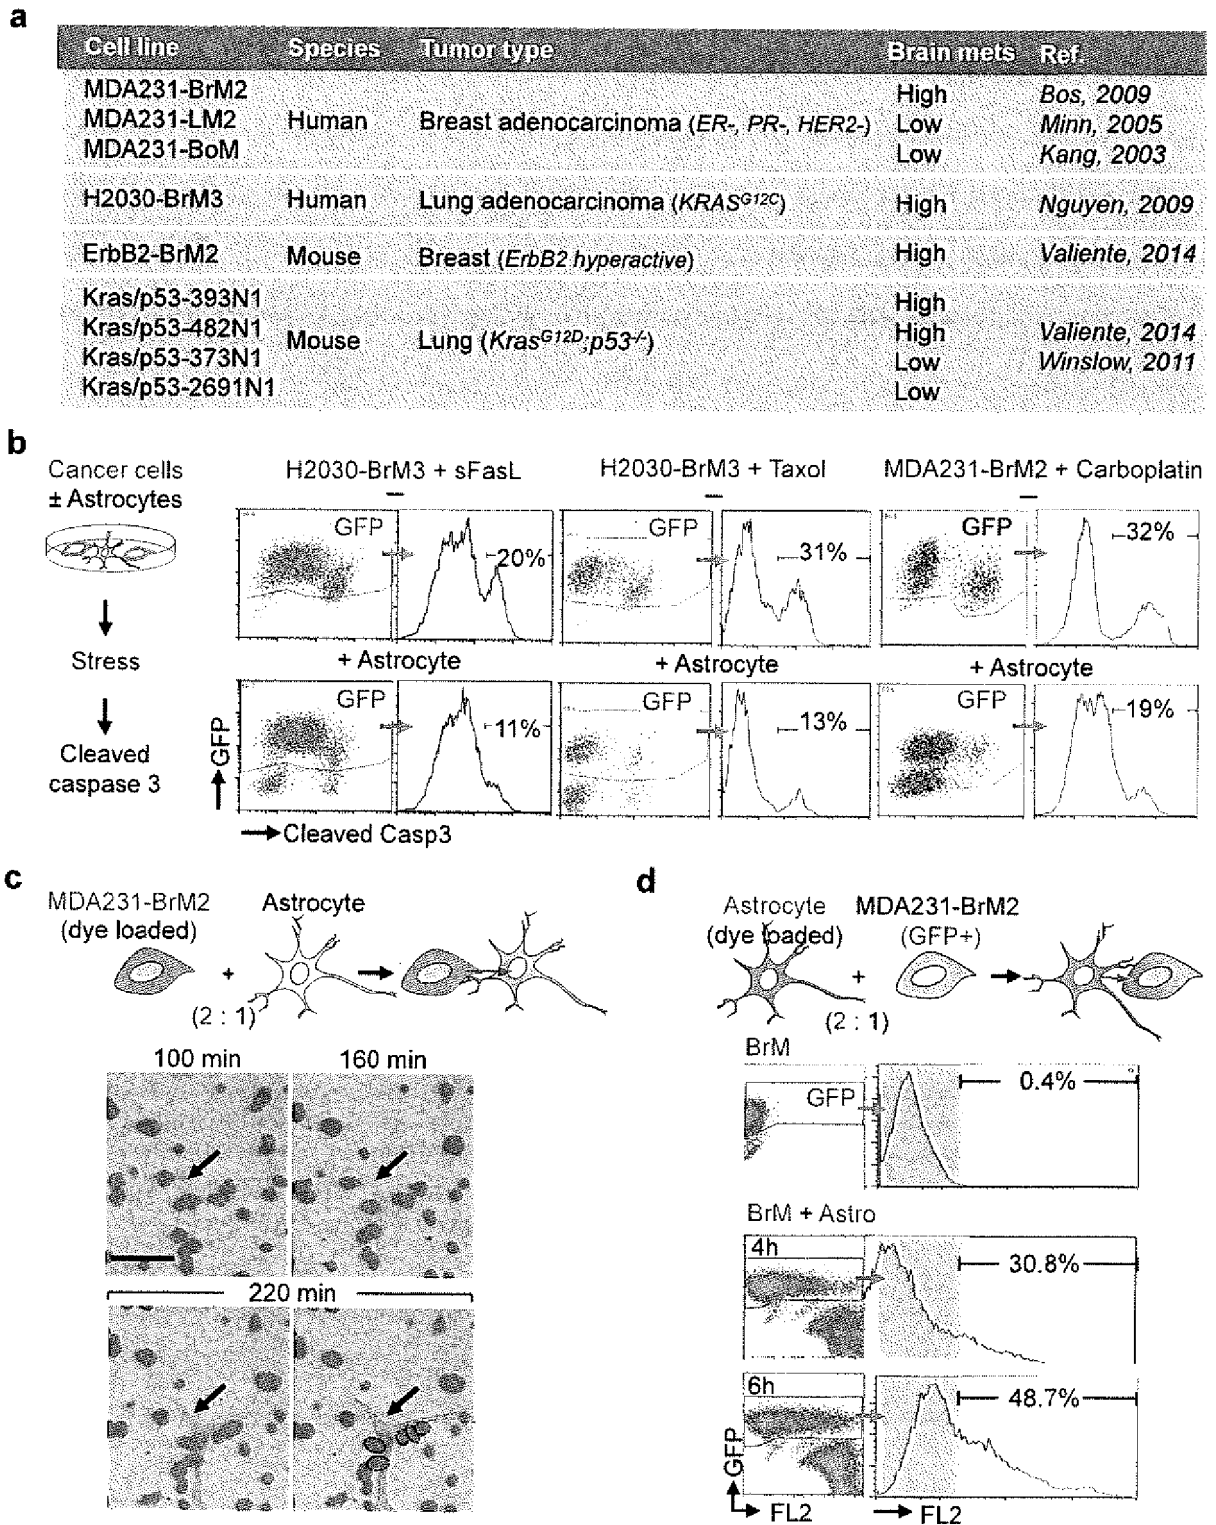 a
Cell line Species Tumor type Brain mets Ref.
MDA231-BrM2 High Bos, 2009
MDA231-LM2 Human Breast adenocarcinoma (ER-, PR-, HER2-) Low Minn, 2005
MDA231-BoM Low Kang, 2003
H2030-BrM3 Human Lung adenocarcinoma (KRASG12C) High Nguyen, 2009
ErbB2-BrM2 Mouse Breast (ErbB2 hyperactive) High Valiente, 2014
Kras/p53-393N1 High
Kras/p53-482N1 Mouse Lung (KrasG12D;p53-/-) High Valiente, 2014
Kras/p53-373N1 Low Winslow, 2011
Kras/p53-2691N1 Low
b
Cancer cells
± Astrocytes
Stress
Cleaved
caspase 3
H2030-BrM3 + sFasL H2030-BrM3 + Taxol MDA231-BrM2 + Carboplatin
GFP 20% GFP 31% GFP 32%
+ Astrocyte + Astrocyte + Astrocyte
GFP 11% GFP 13% GFP 19%
GFP
Cleaved Casp3
c
MDA231-BrM2 Astrocyte
(dye loaded)
+
(2 : 1)
100 min 160 min
220 min
d
Astrocyte MDA231-BrM2
(dye loaded) (GFP+)
+
(2 : 1)
BrM
GFP 0.4%
BrM + Astro
4h 30.8%
6h 48.7%
GFP
FL2 FL2